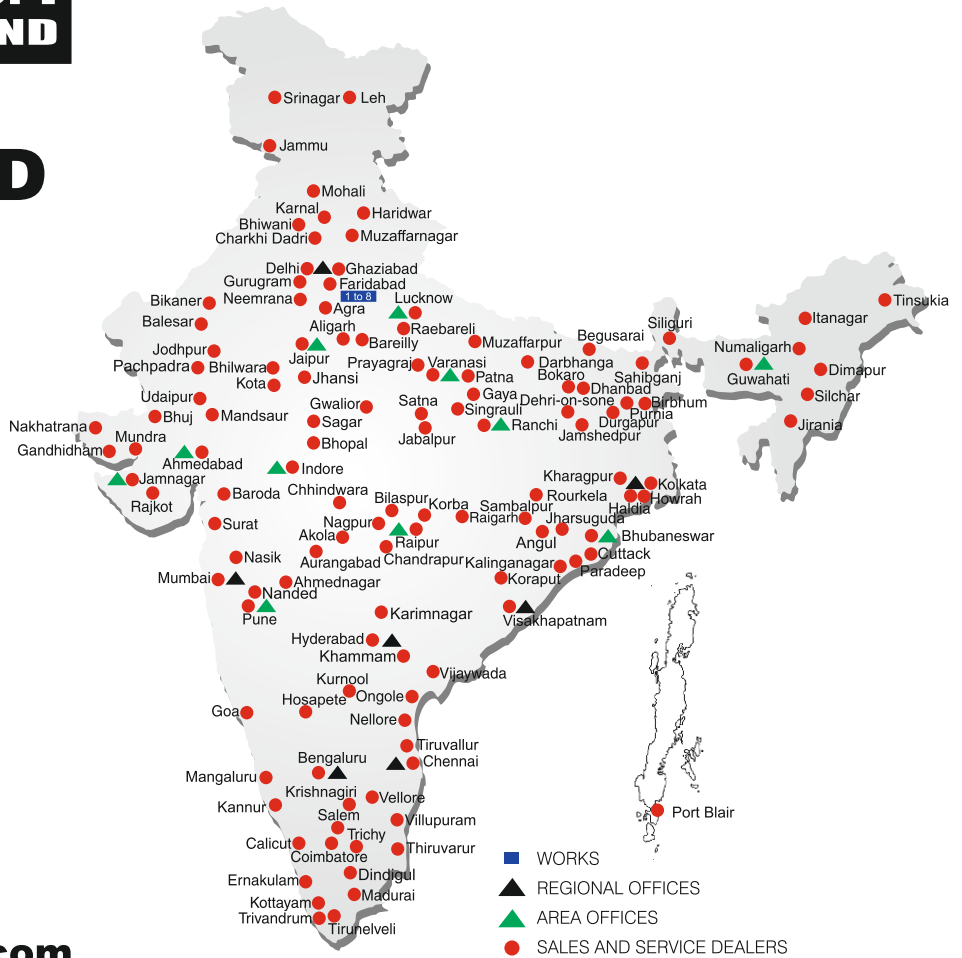 ND
D
Srinagar
Leh
Jammu
Mohali
Karnal
Haridwar
Bhiwani
Charkhi Dadri
Muzaffarnagar
Delhi
Ghaziabad
Gurugram
Faridabad
Neemrana
1 to 8
Lucknow
Bikaner
Agra
Tinsukia
Balesar
Aligarh
Raebareli
Siliguri
Itanagar
Bareilly
Muzaffarpur
Begusarai
Numaligarh
Jodhpur
Jaipur
Pachpadra
Bhilwara
Prayagraj
Varanasi
Darbhanga
Sahibganj
Guwahati
Dimapur
Kota
Jhansi
Patna
Bokaro
Dhanbad
Udaipur
Gaya
Dehri-on-sone
Birbhum
Silchar
Gwalior
Satna
Singrauli
Purnia
Bhuj
Mandsaur
Sagar
Ranchi
Durgapur
Jirania
Nakhatrana
Mundra
Bhopal
Jabalpur
Jamshedpur
Gandhidham
Ahmedabad
Indore
Jamnagar
Kharagpur
Kolkata
Rajkot
Baroda
Chhindwara
Bilaspur
Korba
Sambalpur
Rourkela
Howrah
Haldia
Surat
Nagpur
Raigarh
Jharsuguda
Akola
Raipur
Angul
Bhubaneswar
Nasik
Aurangabad
Chandrapur
Kalinganagar
Cuttack
Paradeep
Mumbai
Ahmednagar
Koraput
Nanded
Pune
Karimnagar
Visakhapatnam
Hyderabad
Khammam
Vijaywada
Kurnool
Hosapete
Ongole
Goa
Nellore
Tiruvallur
Bengaluru
Chennai
Mangaluru
Krishnagiri
Vellore
Kannur
Salem
Villupuram
Port Blair
Trichy
Calicut
Coimbatore
Thiruvarur
Dindigul
Ernakulam
Madurai
Kottayam
Trivandrum
Tirunelveli
WORKS
REGIONAL OFFICES
AREA OFFICES
SALES AND SERVICE DEALERS
com